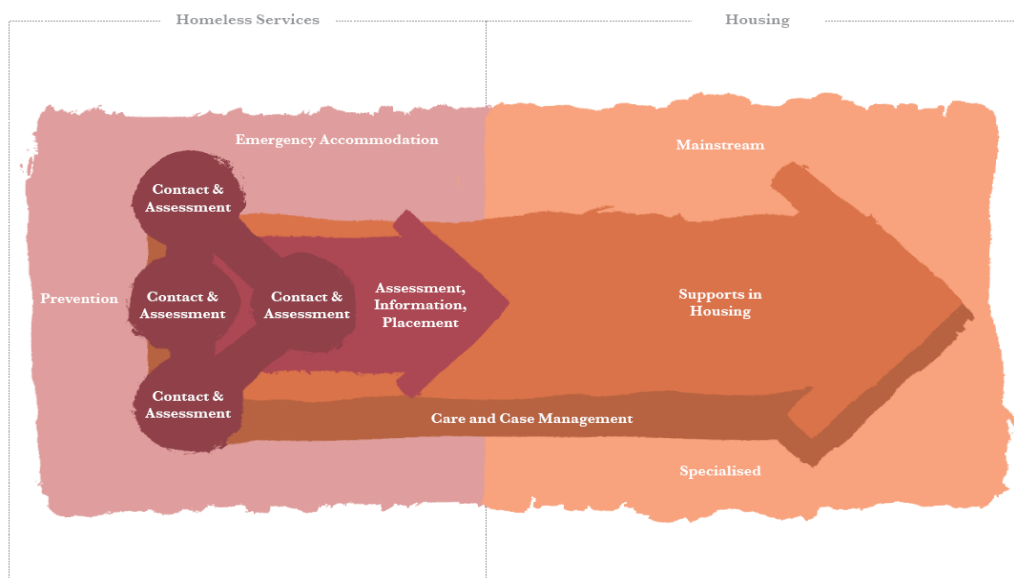 Homeless Services
Housing
Emergency Accommodation
Mainstream
Contact &
Assessment
Prevention
Contact &
Assessment
Contact &
Assessment
Assessment,
Information,
Placement
Supports in
Housing
Contact &
Assessment
Care and Case Management
Specialised